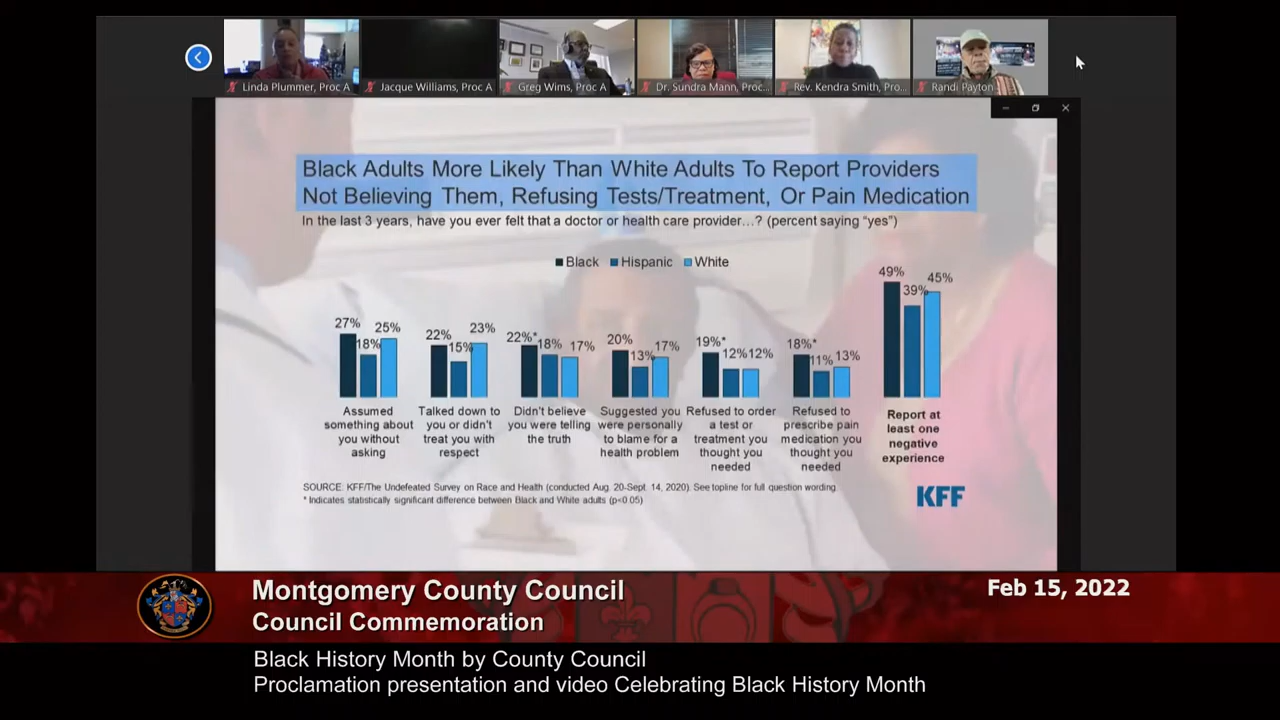 Linda Plummer, Proc A
Jacque Williams, Proc A
Greg Wims, Proc A
Dr. Sundra Mann, Proc...
Rev. Kendra Smith, Pro...
Randi Payton
Black Adults More Likely Than White Adults To Report Providers
Not Believing Them, Refusing Tests/Treatment, Or Pain Medication
In the last 3 years, have you ever felt that a doctor or health care provider…? (percent saying “yes”)
Black Hispanic White
27% 18% 25%
22% 15% 23%
22%* 18% 17%
20% 13% 17%
19%* 12% 12%
18%* 11% 13%
49% 39% 45%
Assumed
something about
you without
asking
Talked down to
you or didn't
treat you with
respect
Didn't believe
you were telling
the truth
Suggested you
were personally
to blame for a
health problem
Refused to order
a test or
treatment you
thought you
needed
Refused to
prescribe pain
medication you
thought you
needed
Report at
least one
negative
experience
SOURCE: KFF/The Undefeated Survey on Race and Health (conducted Aug. 20-Sept. 14, 2020). See topline for full question wording.
* Indicates statistically significant difference between Black and White adults (p<0.05)
KFF
Montgomery County Council
Council Commemoration
Feb 15, 2022
Black History Month by County Council
Proclamation presentation and video Celebrating Black History Month